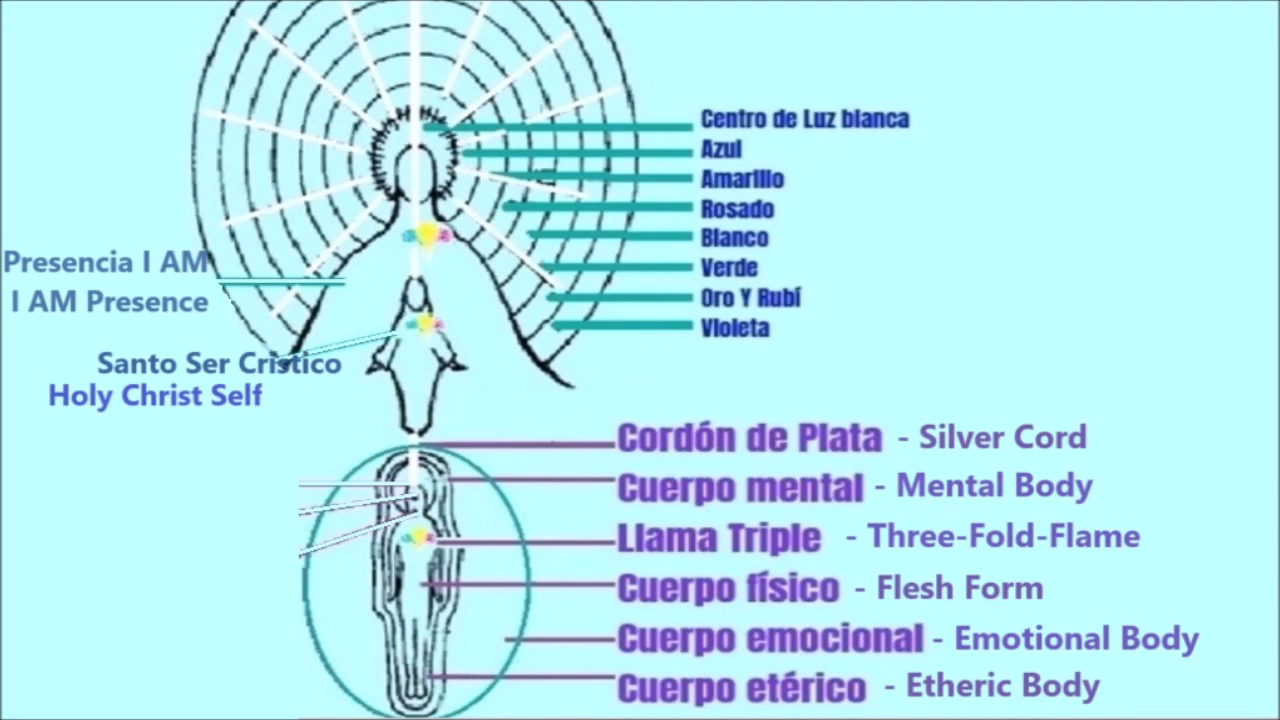 Centro de Luz blanca
Azul
Amarillo
Rosado
Blanco
Verde
Oro Y Rubí
Violeta
Presencia I AM
I AM Presence
Santo Ser Cristico
Holy Christ Self
Cordón de Plata - Silver Cord
Cuerpo mental - Mental Body
Llama Triple - Three-Fold-Flame
Cuerpo físico - Flesh Form
Cuerpo emocional - Emotional Body
Cuerpo etérico - Etheric Body